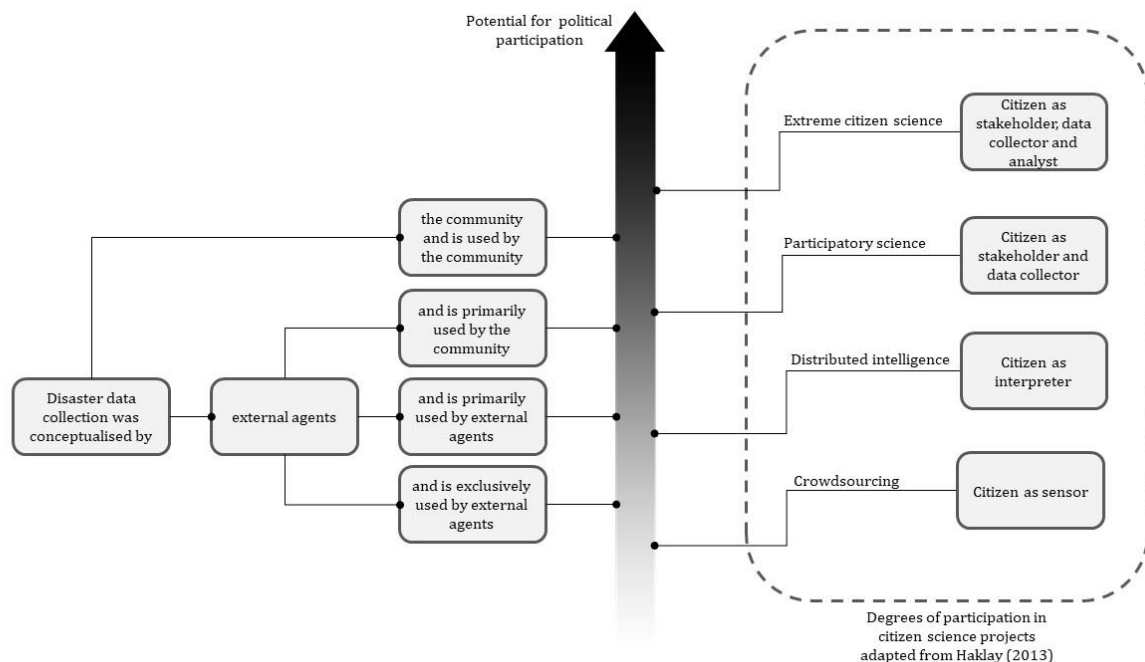 Potential for political
participation
Extreme citizen science
Citizen as
stakeholder, data
collector and
analyst
the community
and is used by
the community
Participatory science
Citizen as
stakeholder and
data collector
and is primarily
used by the
community
Distributed intelligence
Citizen as
interpreter
Disaster data
collection was
conceptualised by
external agents
and is primarily
used by external
agents
and is exclusively
used by external
agents
Crowdsourcing
Citizen as sensor
Degrees of participation in
citizen science projects
adapted from Haklay (2013)